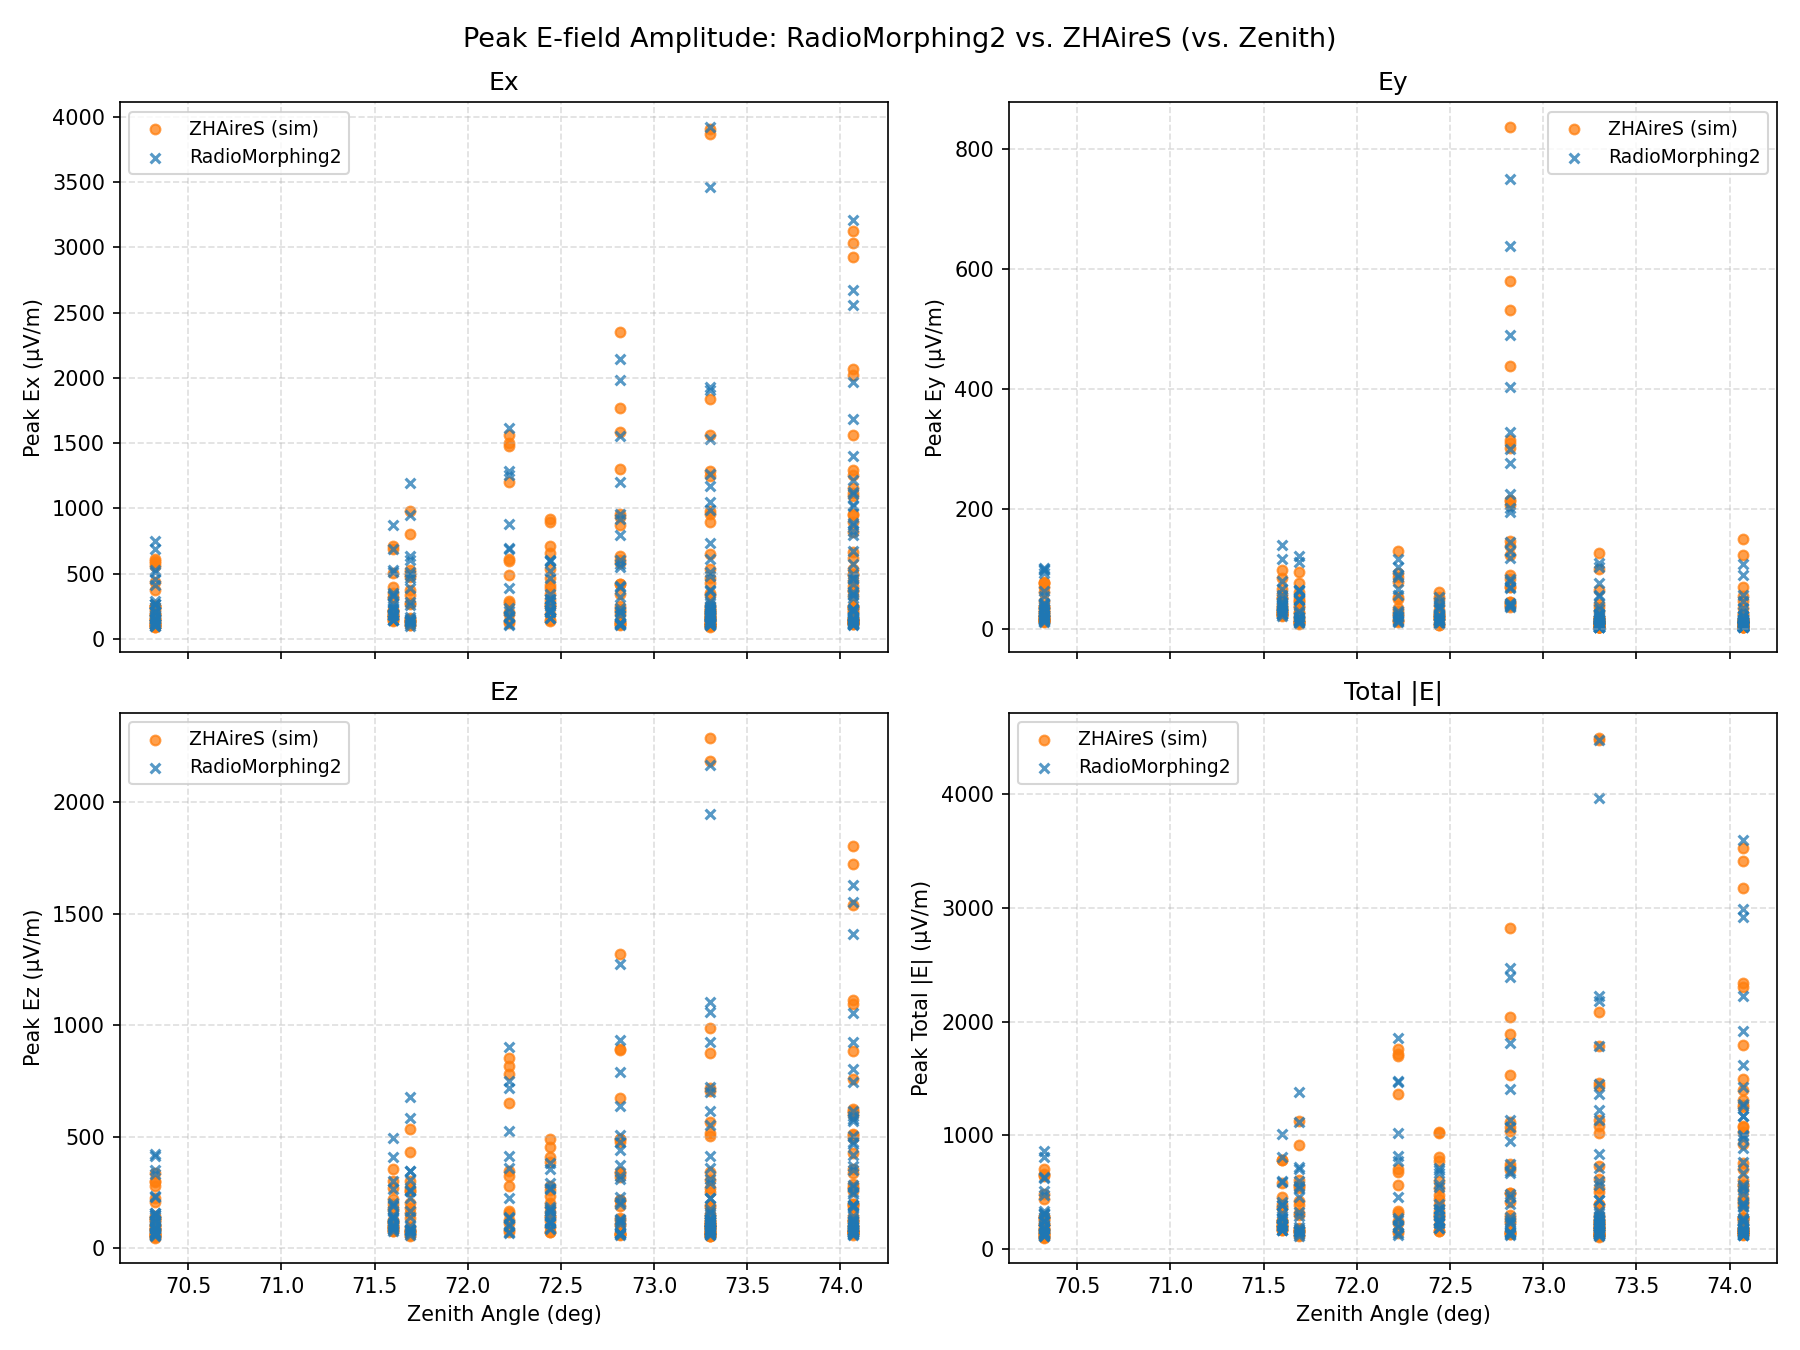 Peak E-field Amplitude: RadioMorphing2 vs. ZHAireS (vs. Zenith)
Ex
Peak Ex (µV/m)
4000
3500
3000
2500
2000
1500
1000
500
0
ZHAireS (sim)
RadioMorphing2
Ey
Peak Ey (µV/m)
800
600
400
200
0
ZHAireS (sim)
RadioMorphing2
Ez
Peak Ez (µV/m)
2000
1500
1000
500
0
ZHAireS (sim)
RadioMorphing2
70.5 71.0 71.5 72.0 72.5 73.0 73.5 74.0
Zenith Angle (deg)
Total |E|
Peak Total |E| (µV/m)
4000
3000
2000
1000
0
ZHAireS (sim)
RadioMorphing2
70.5 71.0 71.5 72.0 72.5 73.0 73.5 74.0
Zenith Angle (deg)